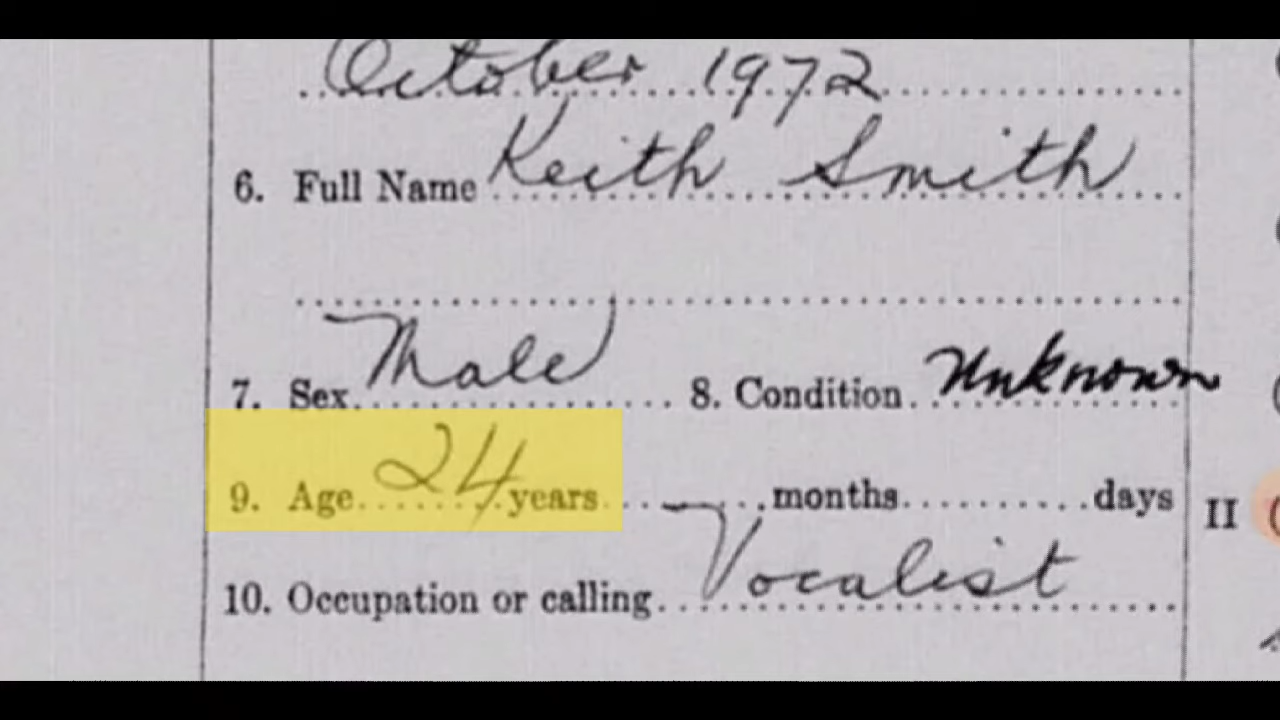 October 1972
6. Full Name Keith Smith
7. Sex Male 8. Condition Unknown
9. Age 24 years — months days
II
10. Occupation or calling Vocalist